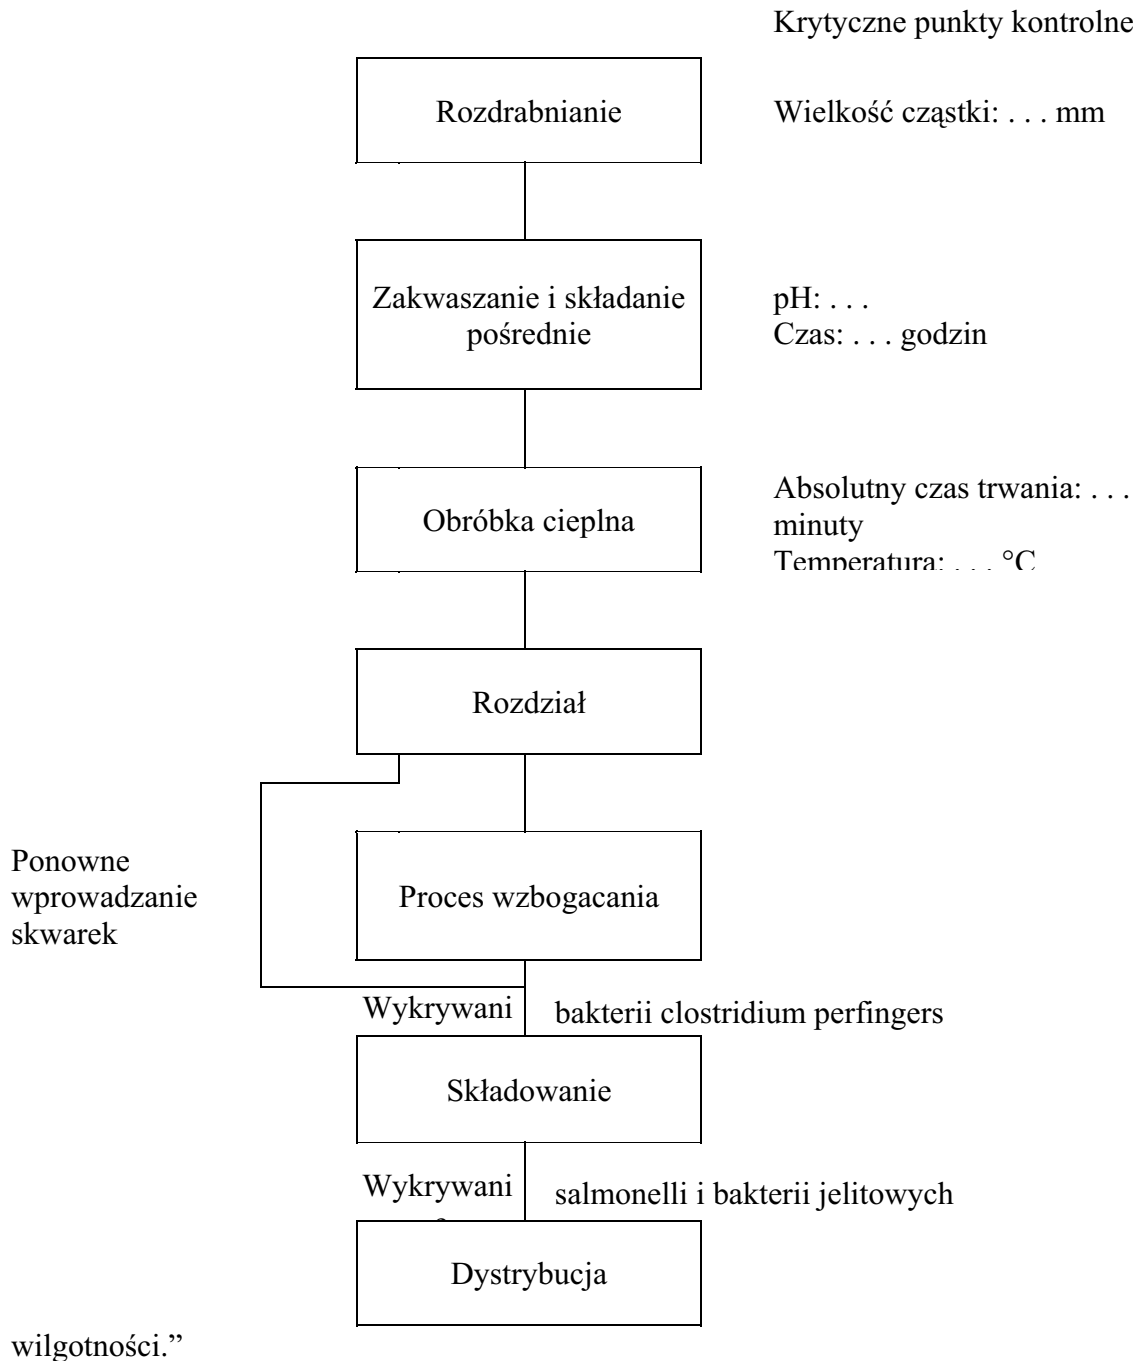 Krytyczne punkty kontrolne
Rozdrabnianie
Wielkość cząstki: . . . mm
Zakwaszanie i składanie
pośrednie
pH: . . .
Czas: . . . godzin
Obróbka cieplna
Absolutny czas trwania: . . .
minuty
Temperatura: . . . °C
Rozdział
Ponowne
wprowadzanie
skwarek
Proces wzbogacania
Wykrywani
bakterii clostridium perfingers
Składowanie
Wykrywani
salmonelli i bakterii jelitowych
Dystrybucja
wilgotności.”